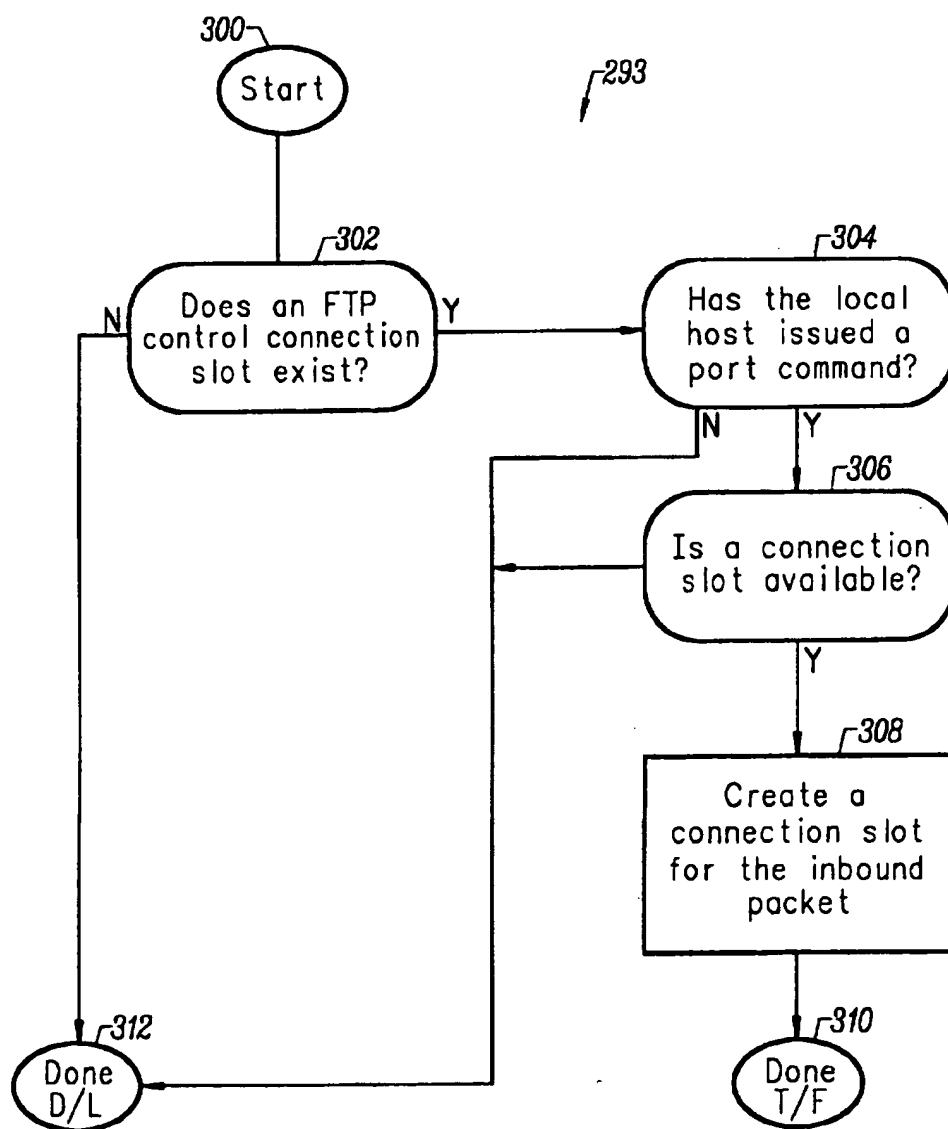 300
Start
293
302
Does an FTP
control connection
slot exist?
N
Y
304
Has the local
host issued a
port command?
N
Y
306
Is a connection
slot available?
Y
308
Create a
connection slot
for the inbound
packet
312
Done
D/L
310
Done
T/F